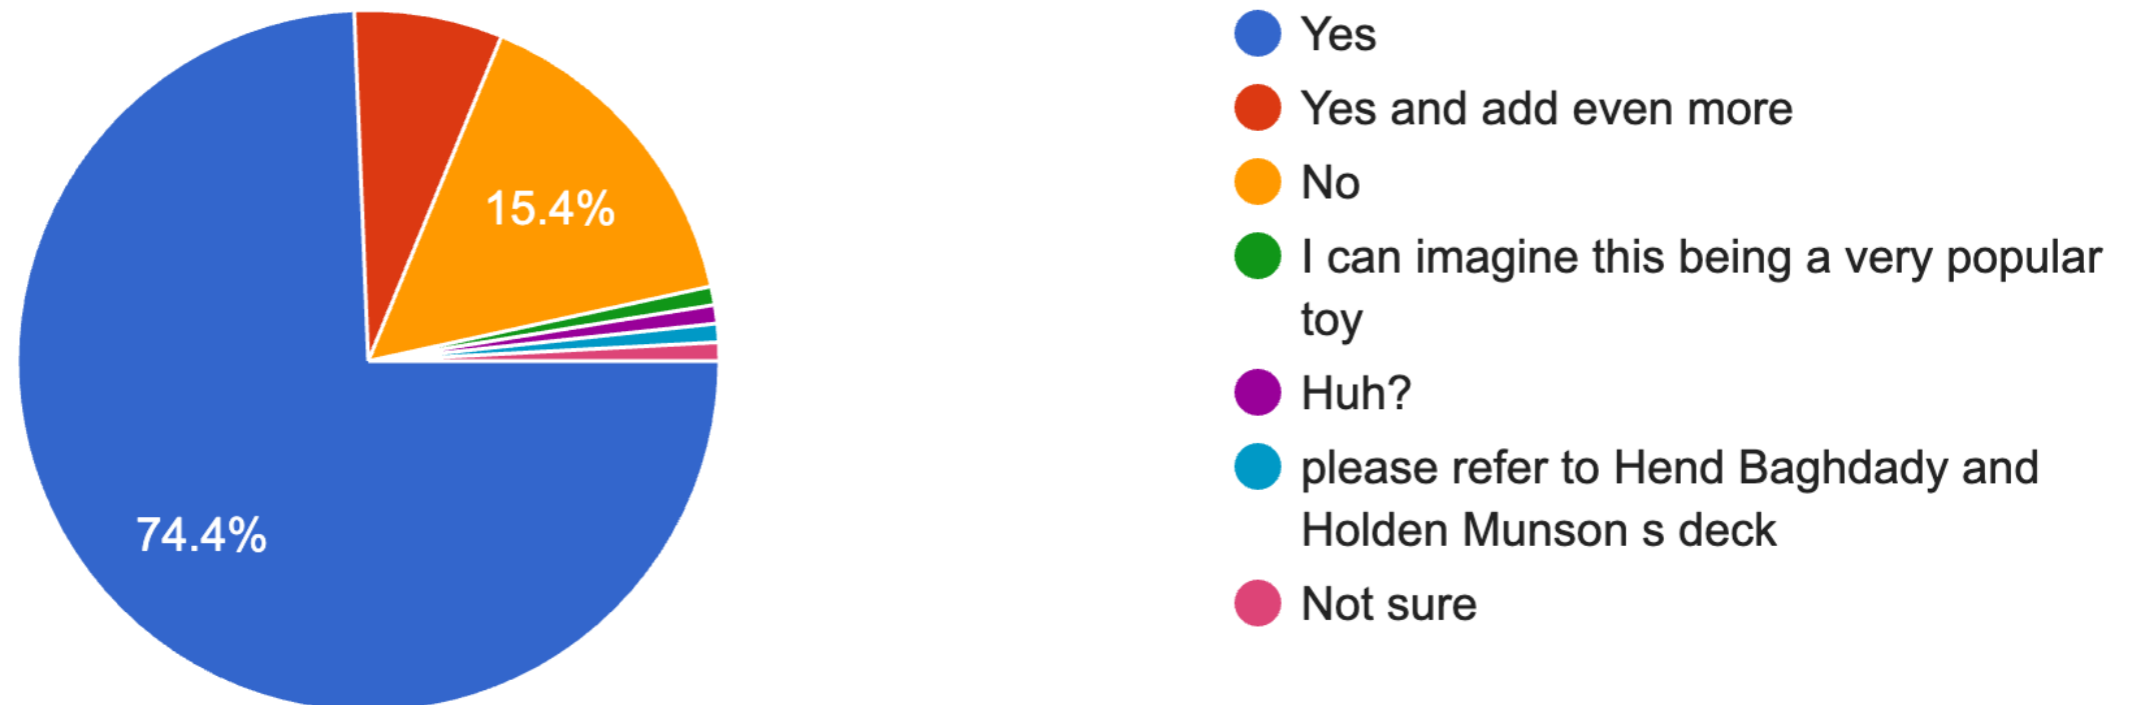 15.4%
74.4%
Yes
Yes and add even more
No
I can imagine this being a very popular
toy
Huh?
please refer to Hend Baghdady and
Holden Munson s deck
Not sure